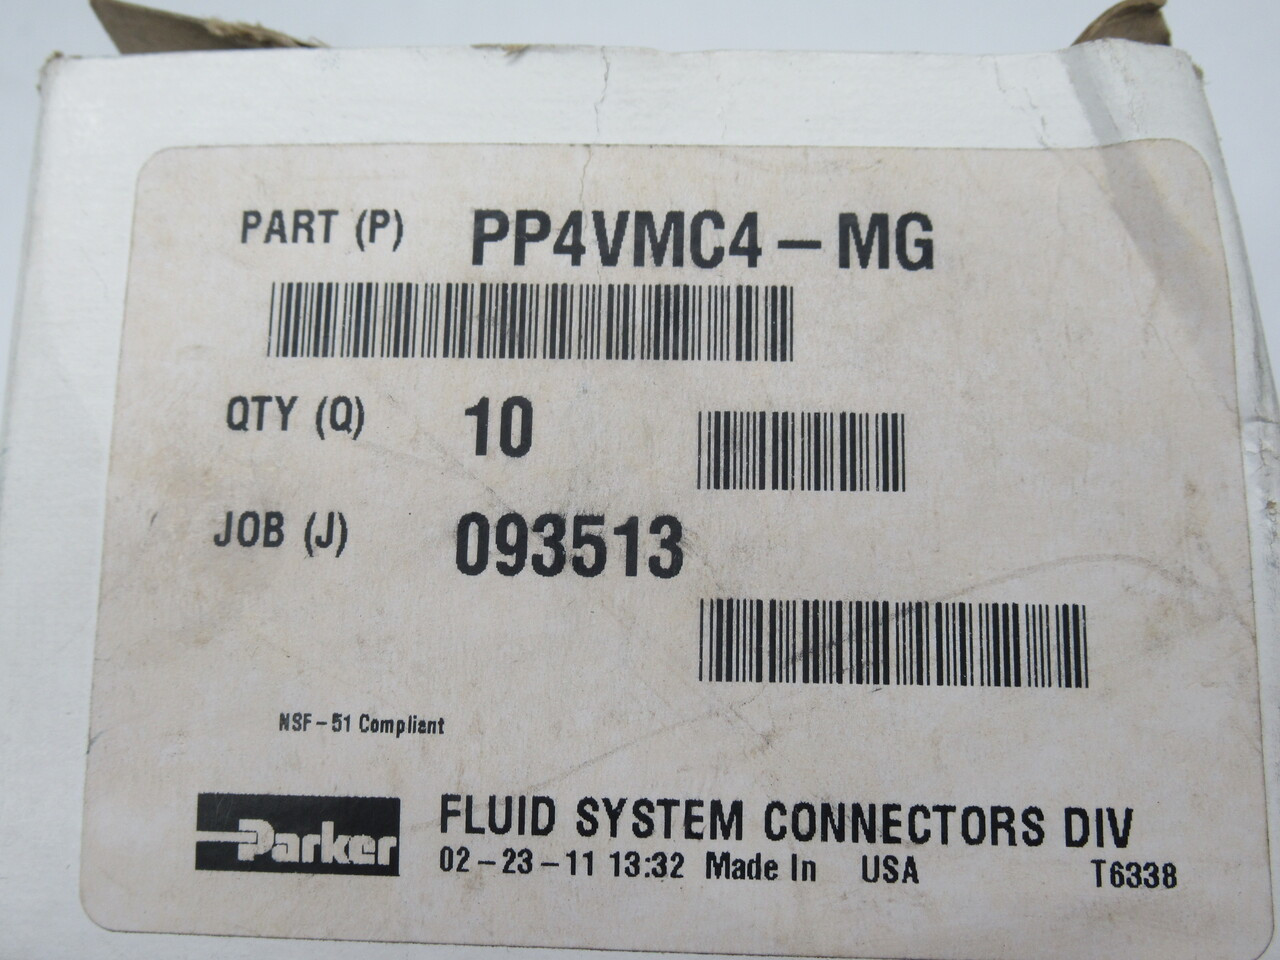 PART (P) PP4VMC4-MG
QTY (Q) 10
JOB (J) 093513
NSF-51 Compliant
Parker FLUID SYSTEM CONNECTORS DIV
02-23-11 13:32 Made In USA T6338